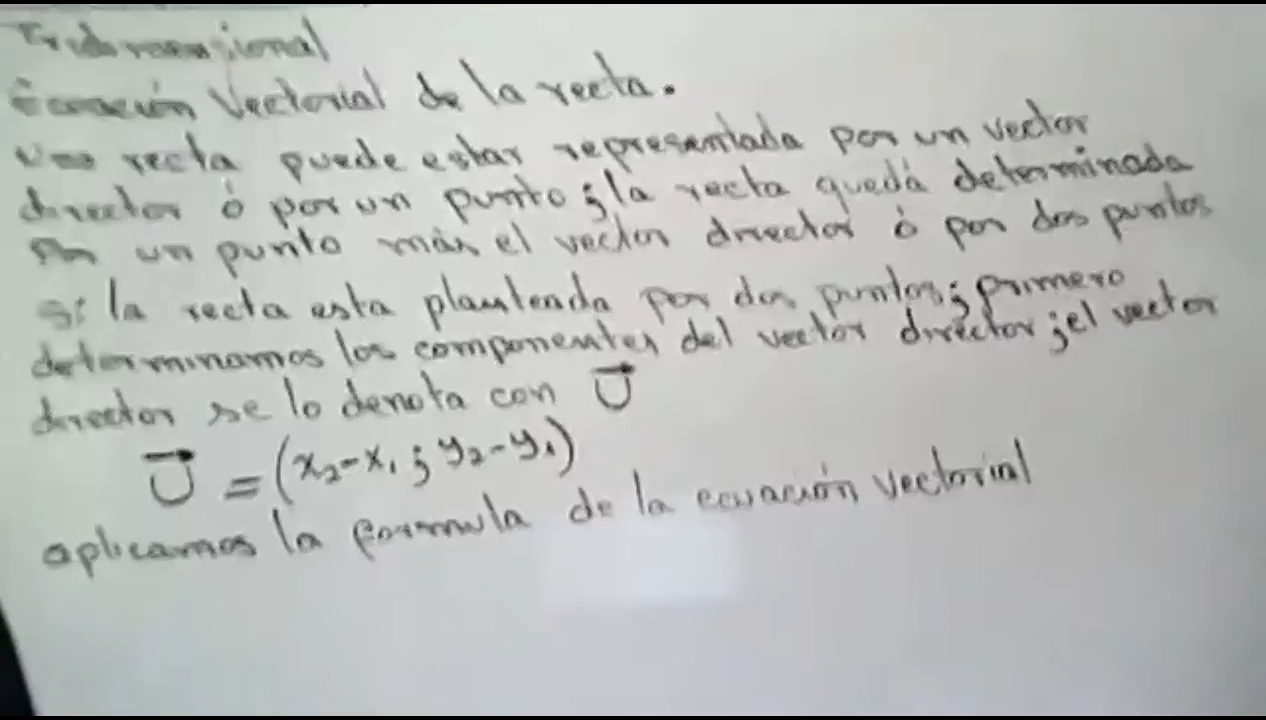 Tridimensional
Ecuación Vectorial de la recta.
Una recta puede estar representada por un vector
director ó por un punto; la recta quedá determinada
por un punto más el vector director ó por dos puntos
si la recta esta planteada por dos puntos; primero
determinamos los componentes del vector director; el vector
director se lo denota con U⃗
U⃗ = (x₂-x₁ ; y₂-y₁)
aplicamos la formula de la ecuación vectorial